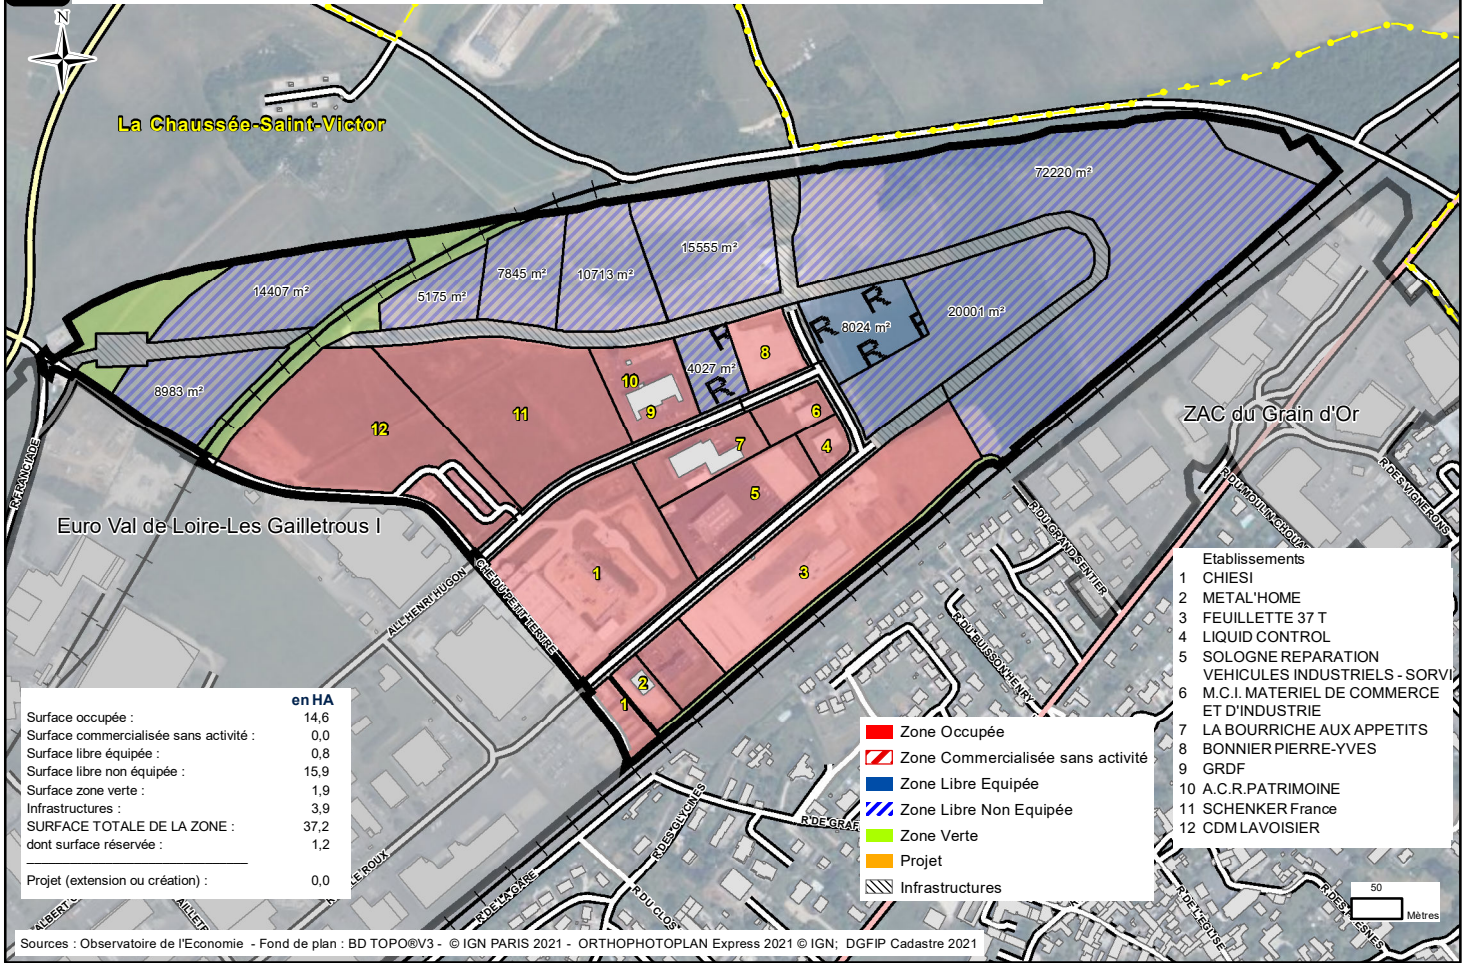 N
La Chaussée-Saint-Victor
72220 m²
15555 m²
10713 m²
7845 m²
5175 m²
14407 m²
8983 m²
20001 m²
8024 m²
4027 m²
R
R
R
R
R
R
8
10
9
11
12
6
4
7
5
1
3
2
1
ZAC du Grain d'Or
Euro Val de Loire-Les Gailletrous I
R FRANCIADE
ALL HENRI HUGON
CHE DU PETIT TERTRE
R DU GRAND SENTIER
R DU BUISSON HENRY
R DES VIGNERONS
R DES GLYCINES
R DE LA GARE
R DU CLOS
R DE L'EGLISE
Etablissements
1 CHIESI
2 METAL'HOME
3 FEUILLETTE 37 T
4 LIQUID CONTROL
5 SOLOGNE REPARATION
VEHICULES INDUSTRIELS - SORVI
6 M.C.I. MATERIEL DE COMMERCE
ET D'INDUSTRIE
7 LA BOURRICHE AUX APPETITS
8 BONNIER PIERRE-YVES
9 GRDF
10 A.C.R.PATRIMOINE
11 SCHENKER France
12 CDM LAVOISIER
en HA
Surface occupée : 14,6
Surface commercialisée sans activité : 0,0
Surface libre équipée : 0,8
Surface libre non équipée : 15,9
Surface zone verte : 1,9
Infrastructures : 3,9
SURFACE TOTALE DE LA ZONE : 37,2
dont surface réservée : 1,2
Projet (extension ou création) : 0,0
Zone Occupée
Zone Commercialisée sans activité
Zone Libre Equipée
Zone Libre Non Equipée
Zone Verte
Projet
Infrastructures
50
Mètres
Sources : Observatoire de l'Economie - Fond de plan : BD TOPO®V3 - © IGN PARIS 2021 - ORTHOPHOTOPLAN Express 2021 © IGN; DGFIP Cadastre 2021